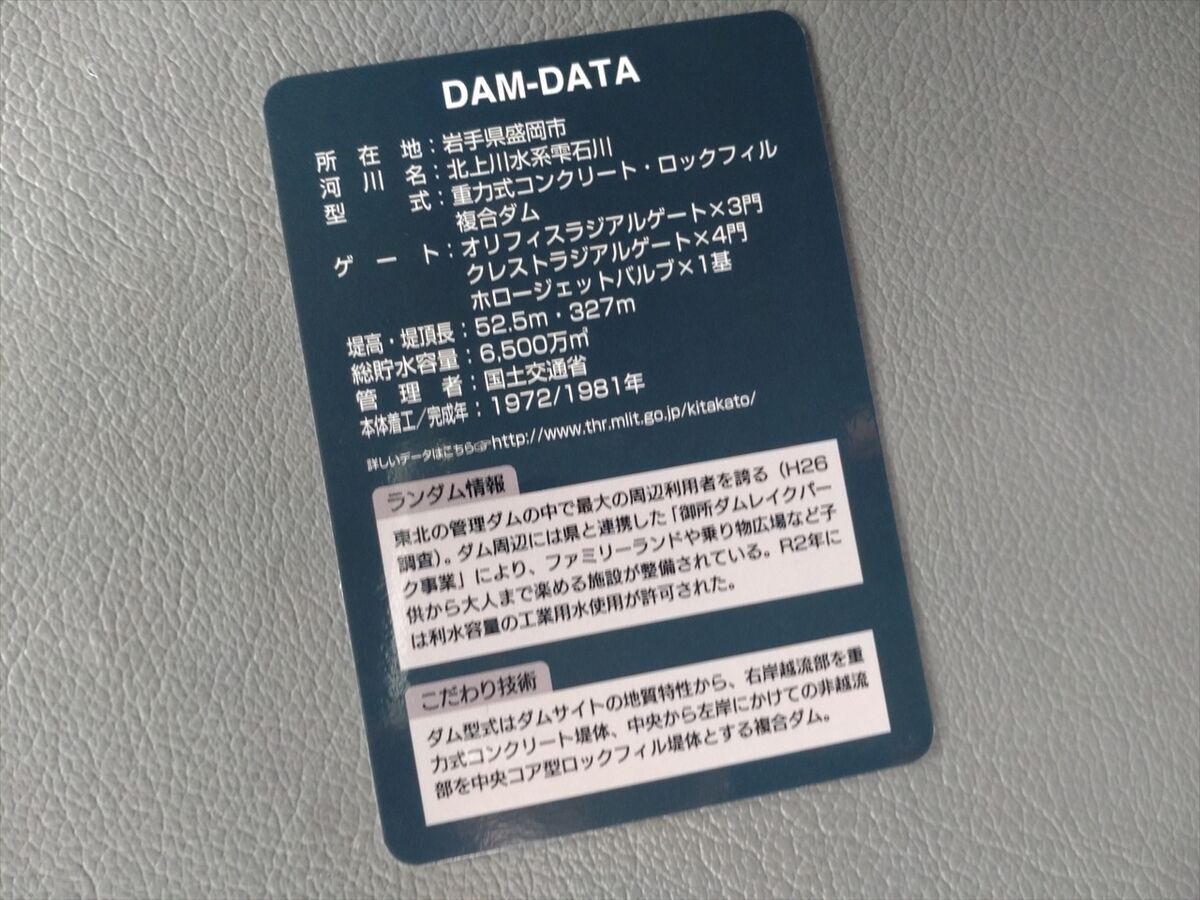 DAM-DATA
所在地：岩手県盛岡市
河川名：北上川水系雫石川
型式：重力式コンクリート・ロックフィル
複合ダム
ゲート：オリフィスラジアルゲート×3門
クレストラジアルゲート×4門
ホロージェットバルブ×1基
堤高・堤頂長：52.5m・327m
総貯水容量：6,500万㎥
管理者：国土交通省
本体着工/完成年：1972/1981年
詳しいデータはこちら☞http://www.thr.mlit.go.jp/kitakato/
ランダム情報
東北の管理ダムの中で最大の周辺利用者を誇る（H26
調査）。ダム周辺には県と連携した「御所ダムレイクパー
ク事業」により、ファミリーランドや乗り物広場など子
供から大人まで楽める施設が整備されている。R2年に
は利水容量の工業用水使用が許可された。
こだわり技術
ダム型式はダムサイトの地質特性から、右岸越流部を重
力式コンクリート堤体、中央から左岸にかけての非越流
部を中央コア型ロックフィル堤体とする複合ダム。